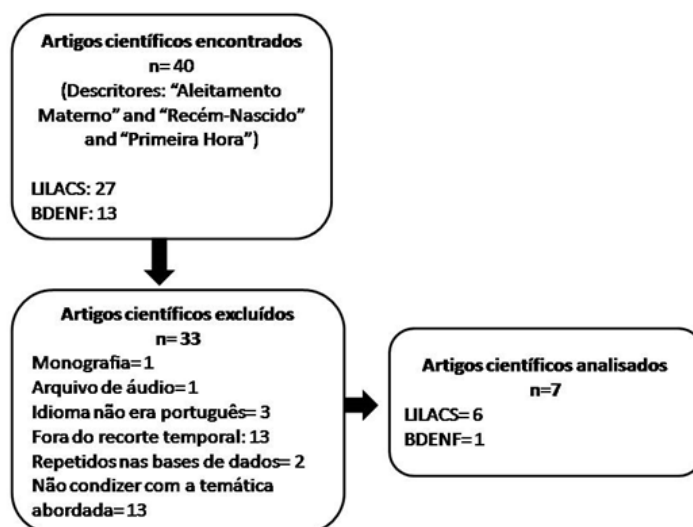 Artigos científicos encontrados
n= 40
(Descritores: “Aleitamento
Materno” and “Recém-Nascido”
and “Primeira Hora”)
LILACS: 27
BDENF: 13
Artigos científicos excluídos
n= 33
Monografia= 1
Arquivo de áudio=1
Idioma não era português= 3
Fora do recorte temporal: 13
Repetidos nas bases de dados= 2
Não condizer com a temática
abordada= 13
Artigos científicos analisados
n=7
LILACS= 6
BDENF= 1